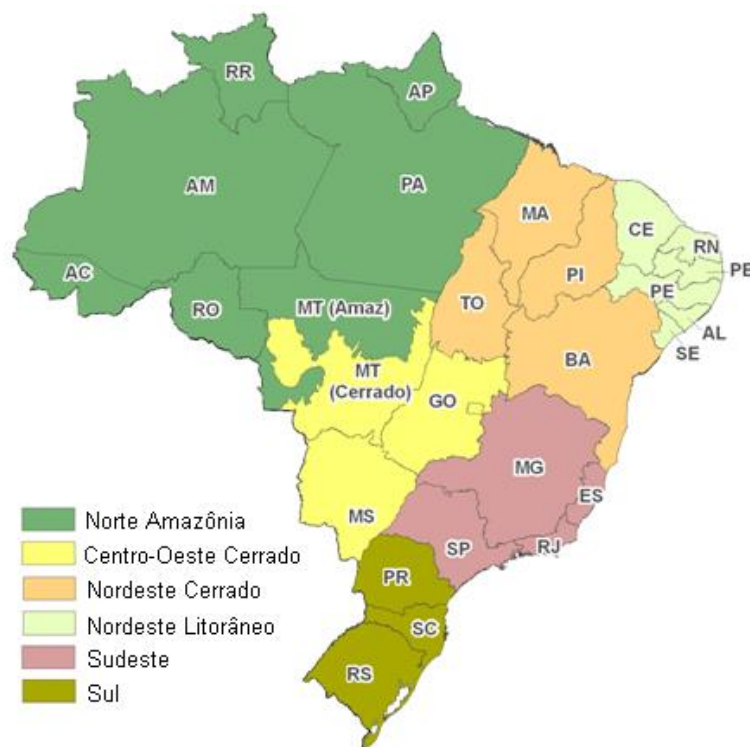 RR
AP
AM
PA
MA
CE
RN
PE
AC
RO
MT (Amaz)
TO
PI
PE
AL
SE
MT
(Cerrado)
GO
BA
MG
ES
MS
SP
RJ
PR
SC
RS
Norte Amazônia
Centro-Oeste Cerrado
Nordeste Cerrado
Nordeste Litorâneo
Sudeste
Sul